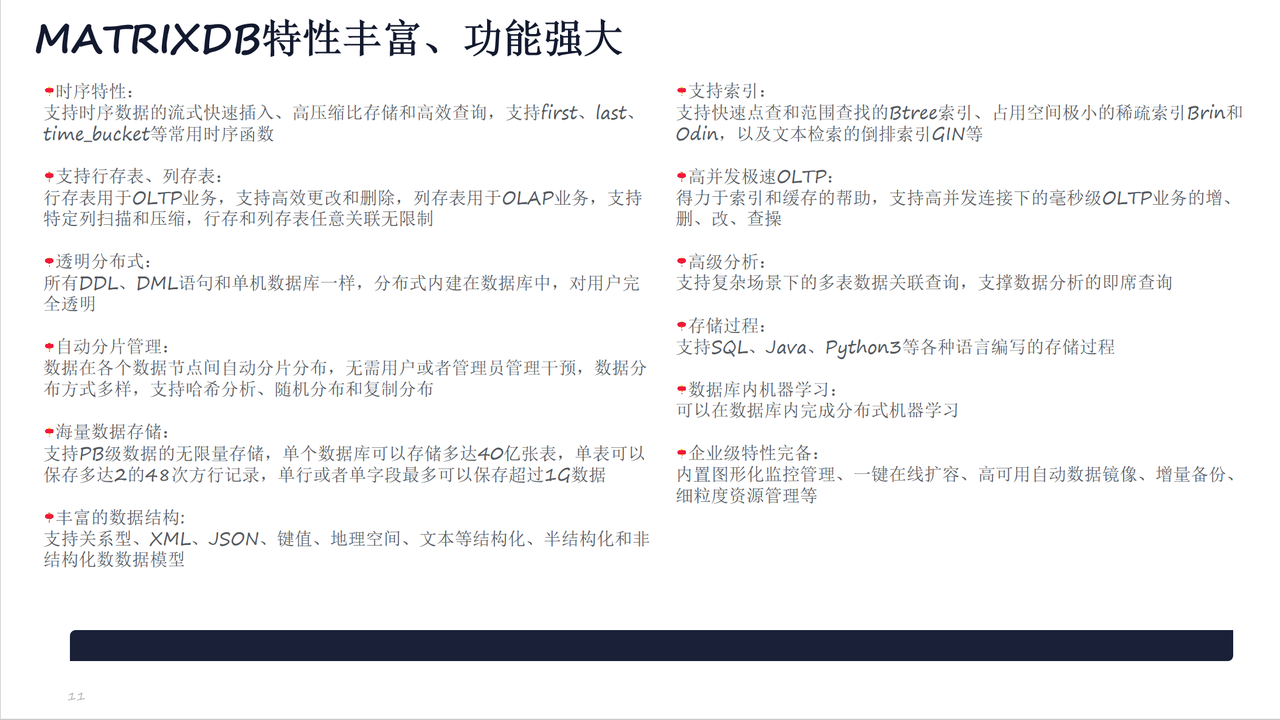 MATRIXDB特性丰富、功能强大
时序特性：
支持时序数据的流式快速插入、高压缩比存储和高效查询，支持first、last、
time_bucket等常用时序函数
支持行存表、列存表：
行存表用于OLTP业务，支持高效更改和删除，列存表用于OLAP业务，支持
特定列扫描和压缩，行存和列存表任意关联无限制
透明分布式：
所有DDL、DML语句和单机数据库一样，分布式内建在数据库中，对用户完
全透明
自动分片管理：
数据在各个数据节点间自动分片分布，无需用户或者管理员管理干预，数据分
布方式多样，支持哈希分析、随机分布和复制分布
海量数据存储：
支持PB级数据的无限量存储，单个数据库可以存储多达40亿张表，单表可以
保存多达2的48次方行记录，单行或者单字段最多可以保存超过1G数据
丰富的数据结构:
支持关系型、XML、JSON、键值、地理空间、文本等结构化、半结构化和非
结构化数数据模型
支持索引：
支持快速点查和范围查找的Btree索引、占用空间极小的稀疏索引Brin和
Odin，以及文本检索的倒排索引GIN等
高并发极速OLTP：
得力于索引和缓存的帮助，支持高并发连接下的毫秒级OLTP业务的增、
删、改、查操
高级分析：
支持复杂场景下的多表数据关联查询，支撑数据分析的即席查询
存储过程：
支持SQL、Java、Python3等各种语言编写的存储过程
数据库内机器学习：
可以在数据库内完成分布式机器学习
企业级特性完备：
内置图形化监控管理、一键在线扩容、高可用自动数据镜像、增量备份、
细粒度资源管理等
11